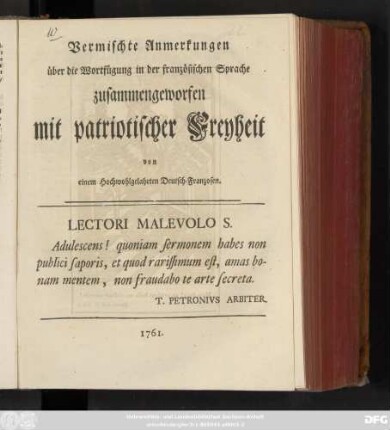 Vermischte Anmerkungen
über die Wortfügung in der französischen Sprache
zusammengeworfen
mit patriotischer Freyheit
von
einem Hochwohlgelahrten Deutsch-Franzosen.
LECTORI MALEVOLO S.
Adulescens! quoniam ſermonem habes non
publici ſaporis, et quod rariſſimum eſt, amas bo-
nam mentem, non fraudabo te arte ſecreta.
T. PETRONIVS ARBITER.
1761.
DFG